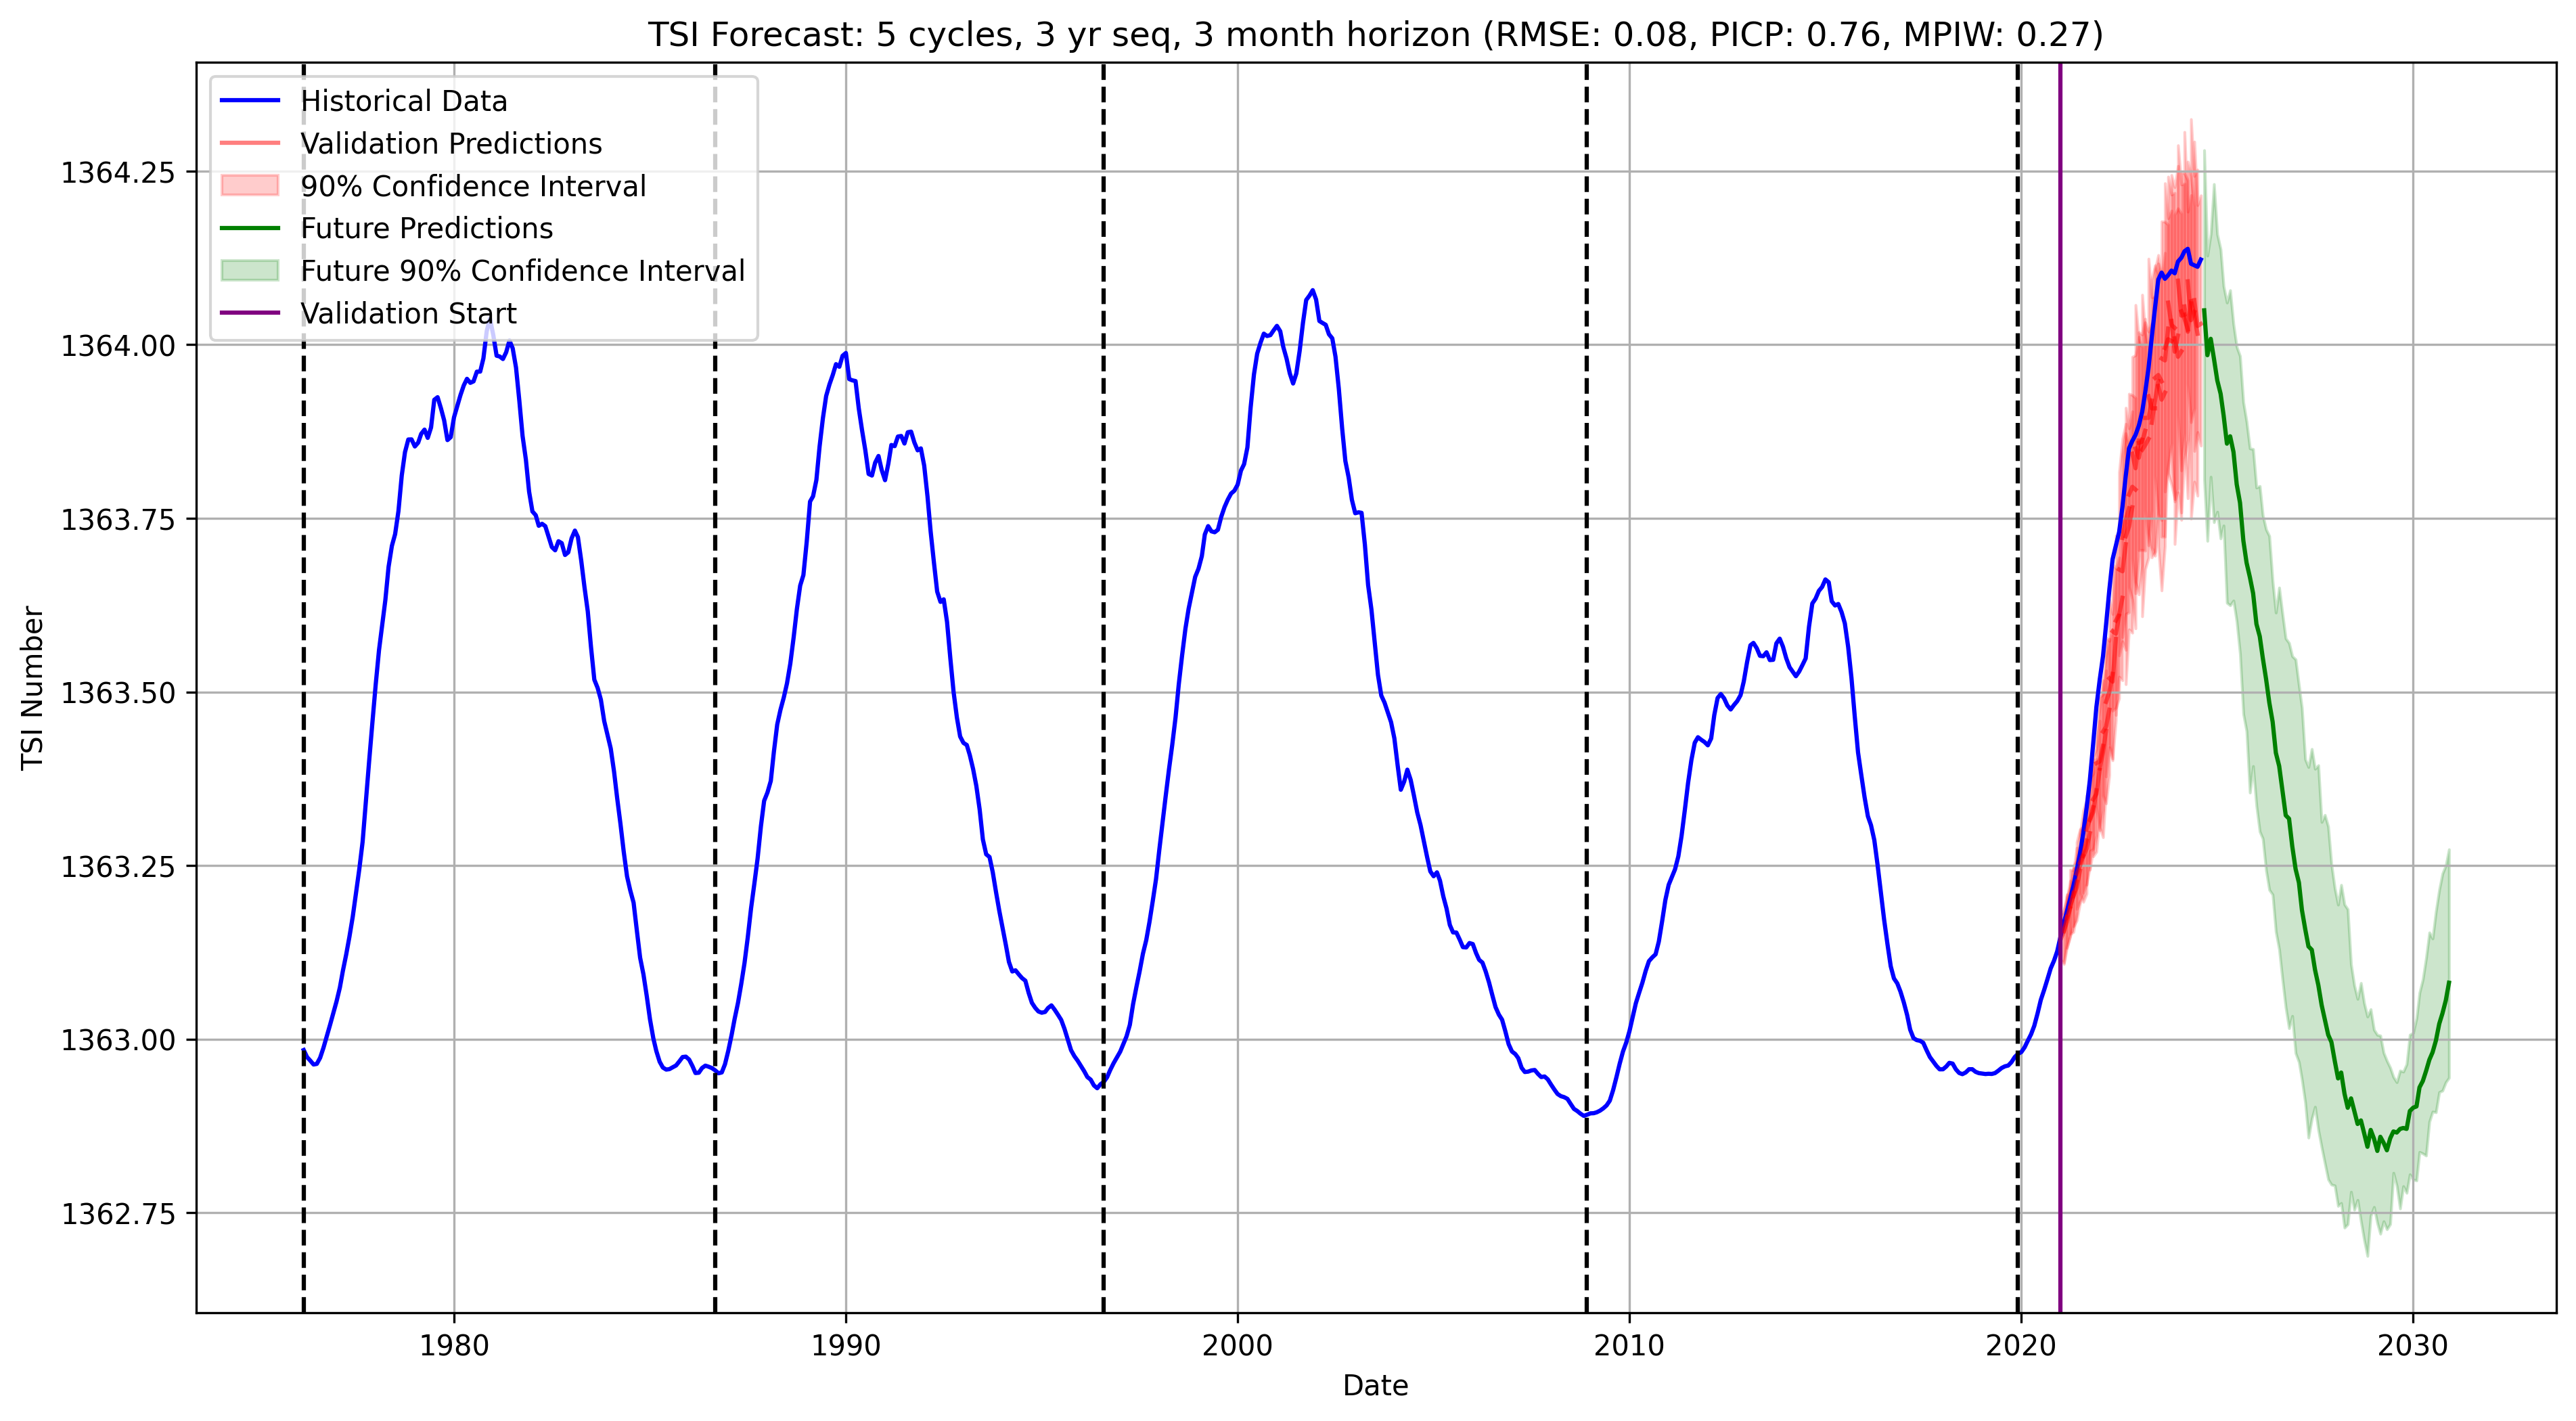 TSI Forecast: 5 cycles, 3 yr seq, 3 month horizon (RMSE: 0.08, PICP: 0.76, MPIW: 0.27)
Historical Data
Validation Predictions
90% Confidence Interval
Future Predictions
Future 90% Confidence Interval
Validation Start
TSI Number
1364.25
1364.00
1363.75
1363.50
1363.25
1363.00
1362.75
1980 1990 2000 2010 2020 2030
Date